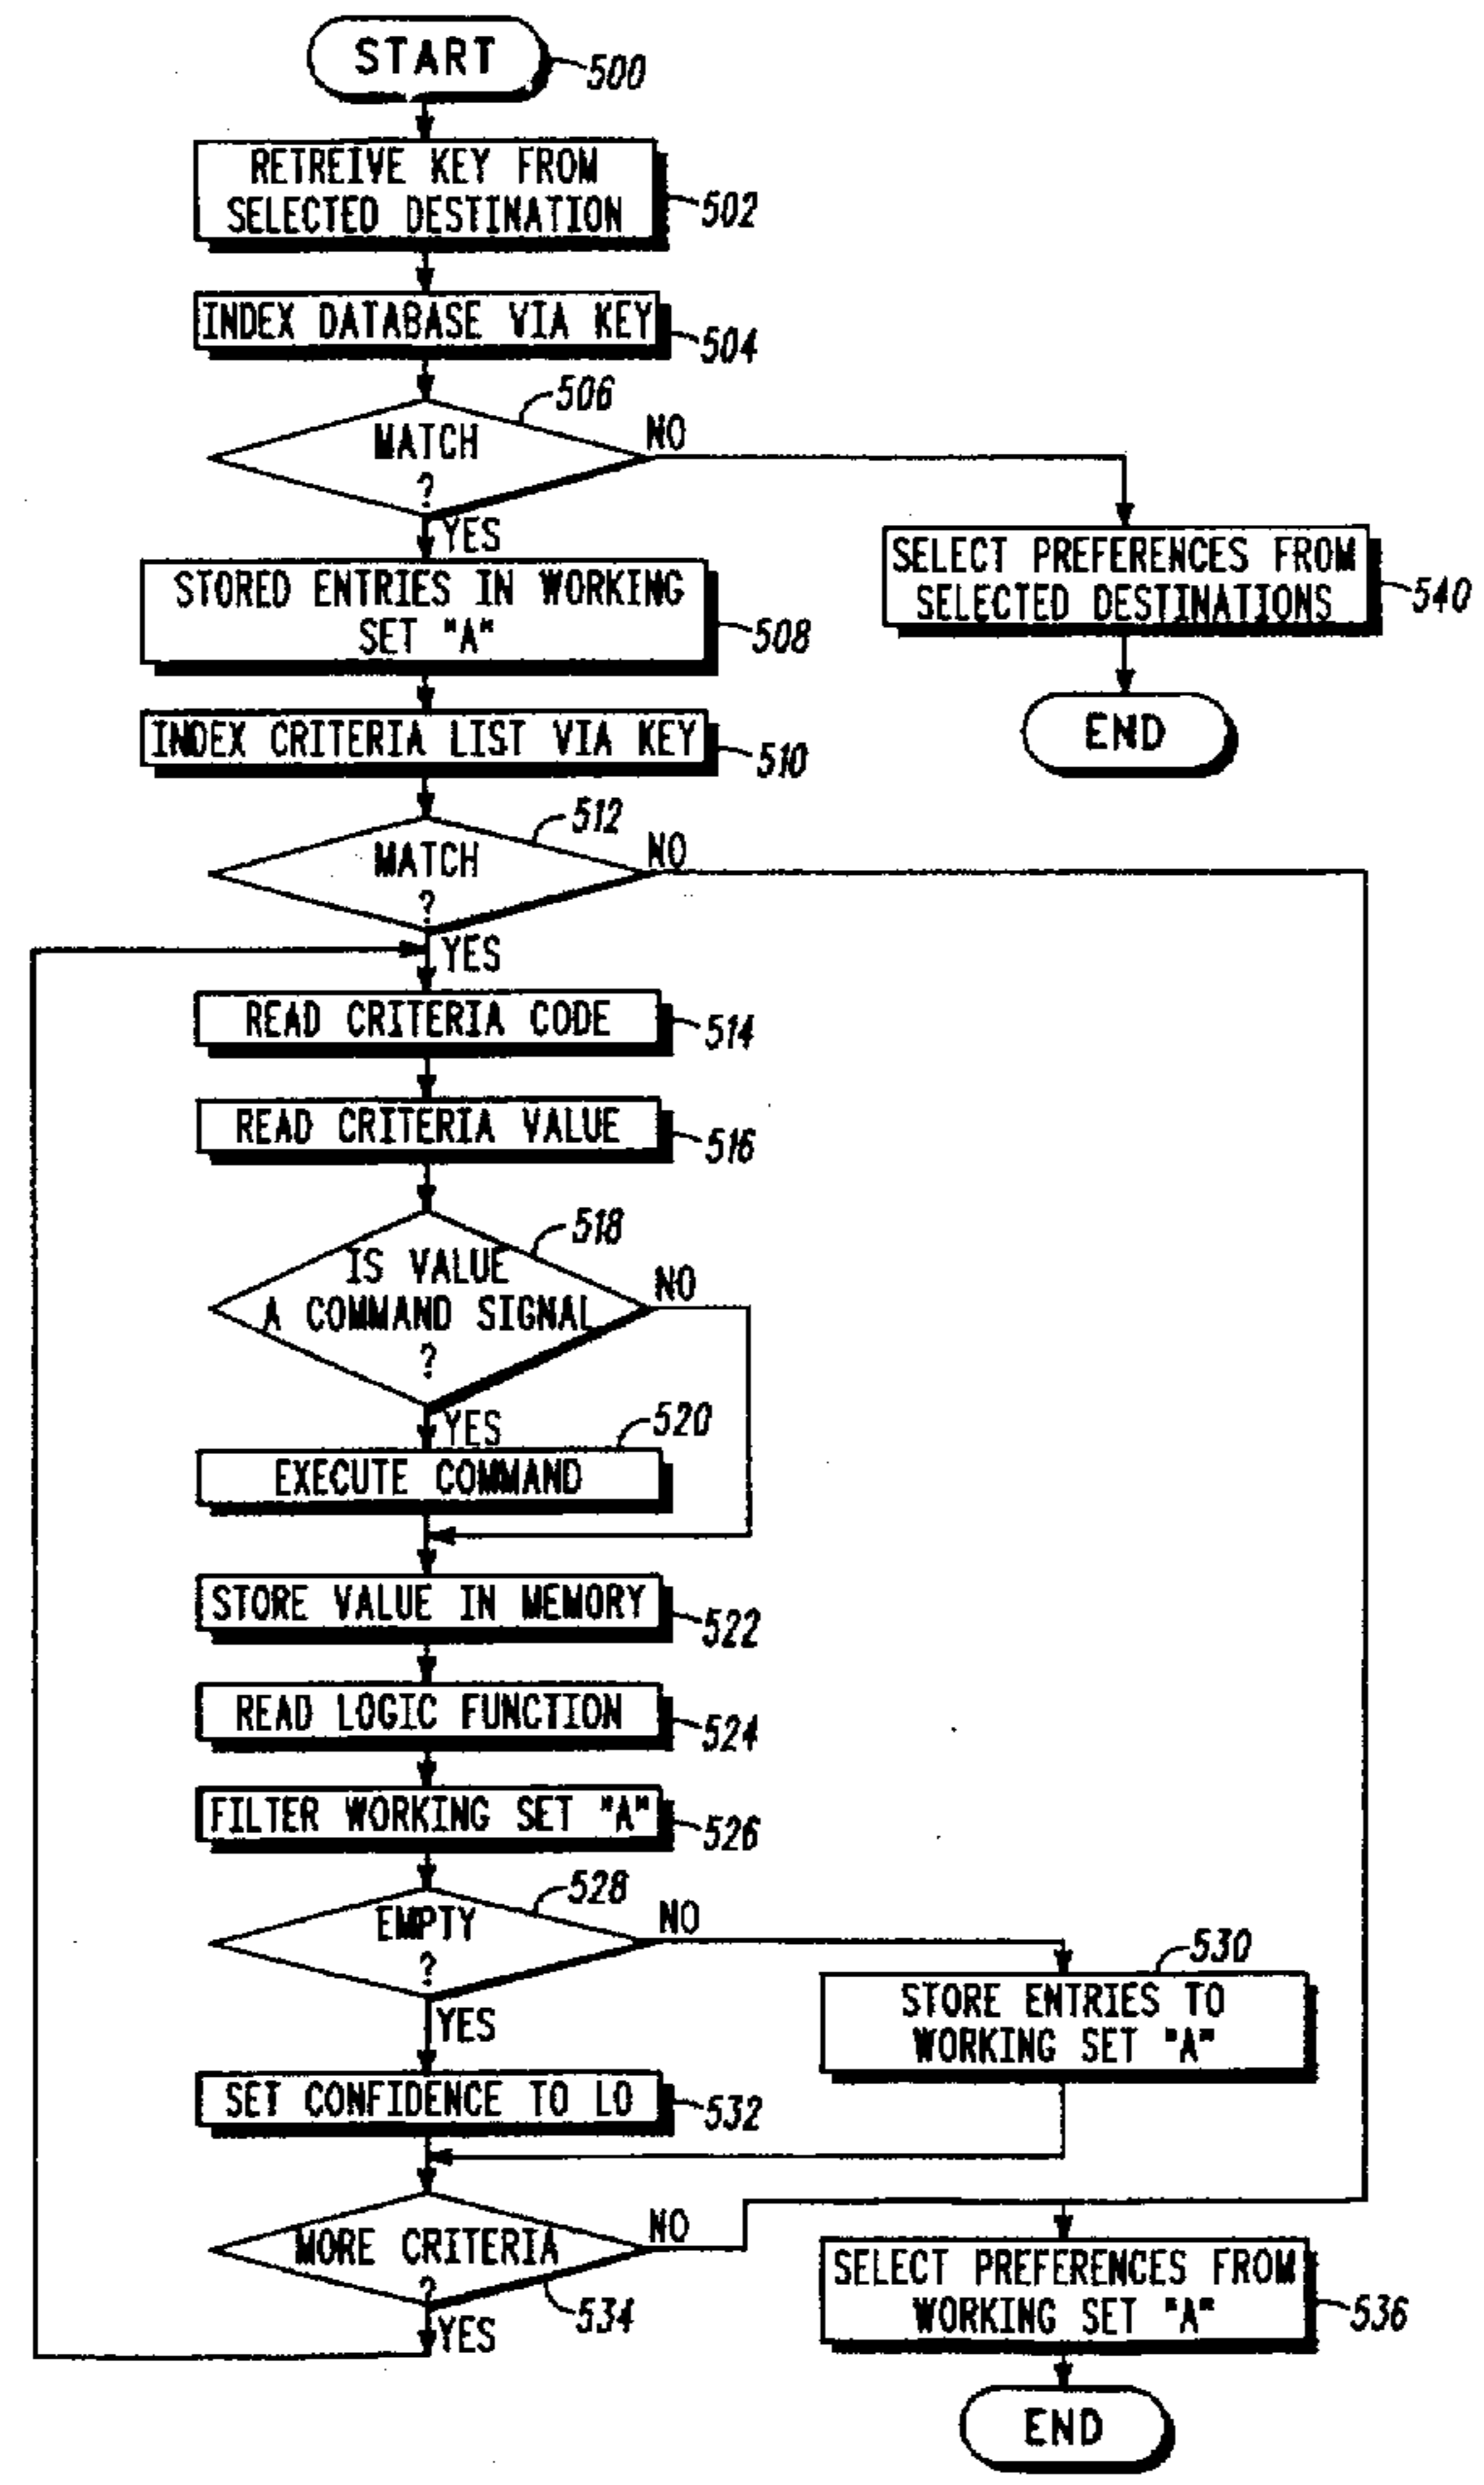 START
500
RETREIVE KEY FROM
SELECTED DESTINATION
502
INDEX DATABASE VIA KEY
504
506
MATCH
?
NO
YES
STORED ENTRIES IN WORKING
SET "A"
508
SELECT PREFERENCES FROM
SELECTED DESTINATIONS
540
END
INDEX CRITERIA LIST VIA KEY
510
512
MATCH
?
NO
YES
READ CRITERIA CODE
514
READ CRITERIA VALUE
516
518
IS VALUE
A COMMAND SIGNAL
?
NO
YES
520
EXECUTE COMMAND
STORE VALUE IN MEMORY
522
READ LOGIC FUNCTION
524
FILTER WORKING SET "A"
526
528
EMPTY
?
NO
YES
530
STORE ENTRIES TO
WORKING SET "A"
SET CONFIDENCE TO LO
532
MORE CRITERIA
?
NO
534
YES
SELECT PREFERENCES FROM
WORKING SET "A"
536
END